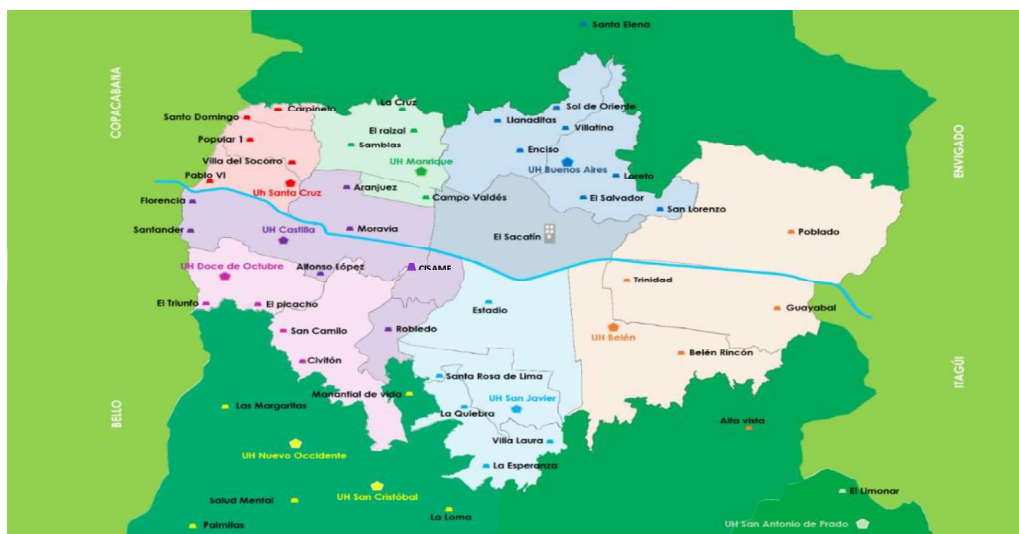 Santa Elena
COPACABANA
ENVIGADO
Carpinelo
La Cruz
Sol de Oriente
Santo Domingo
Llanaditas
Villatina
El raizal
Popular 1
Samblas
Enciso
Villa del Socorro
UH Manrique
UH Buenos Aires
Pablo VI
Uh Santa Cruz
Aranjuez
Loreto
Florencia
Campo Valdés
El Salvador
San Lorenzo
Santander
UH Castilla
Moravia
El Sacatín
Poblado
UH Doce de Octubre
Alfonso López
CISAME
Trinidad
El Triunfo
El picacho
Estadio
Guayabal
San Camilo
Robledo
UH Belén
Belén Rincón
Civitón
Santa Rosa de Lima
ITAGÜI
Manantial de vida
UH San Javier
Las Margaritas
La Quiebra
BELLO
Alta vista
UH Nuevo Occidente
Villa Laura
La Esperanza
UH San Cristóbal
El Limonar
Salud Mental
La Loma
Palmitas
UH San Antonio de Prado